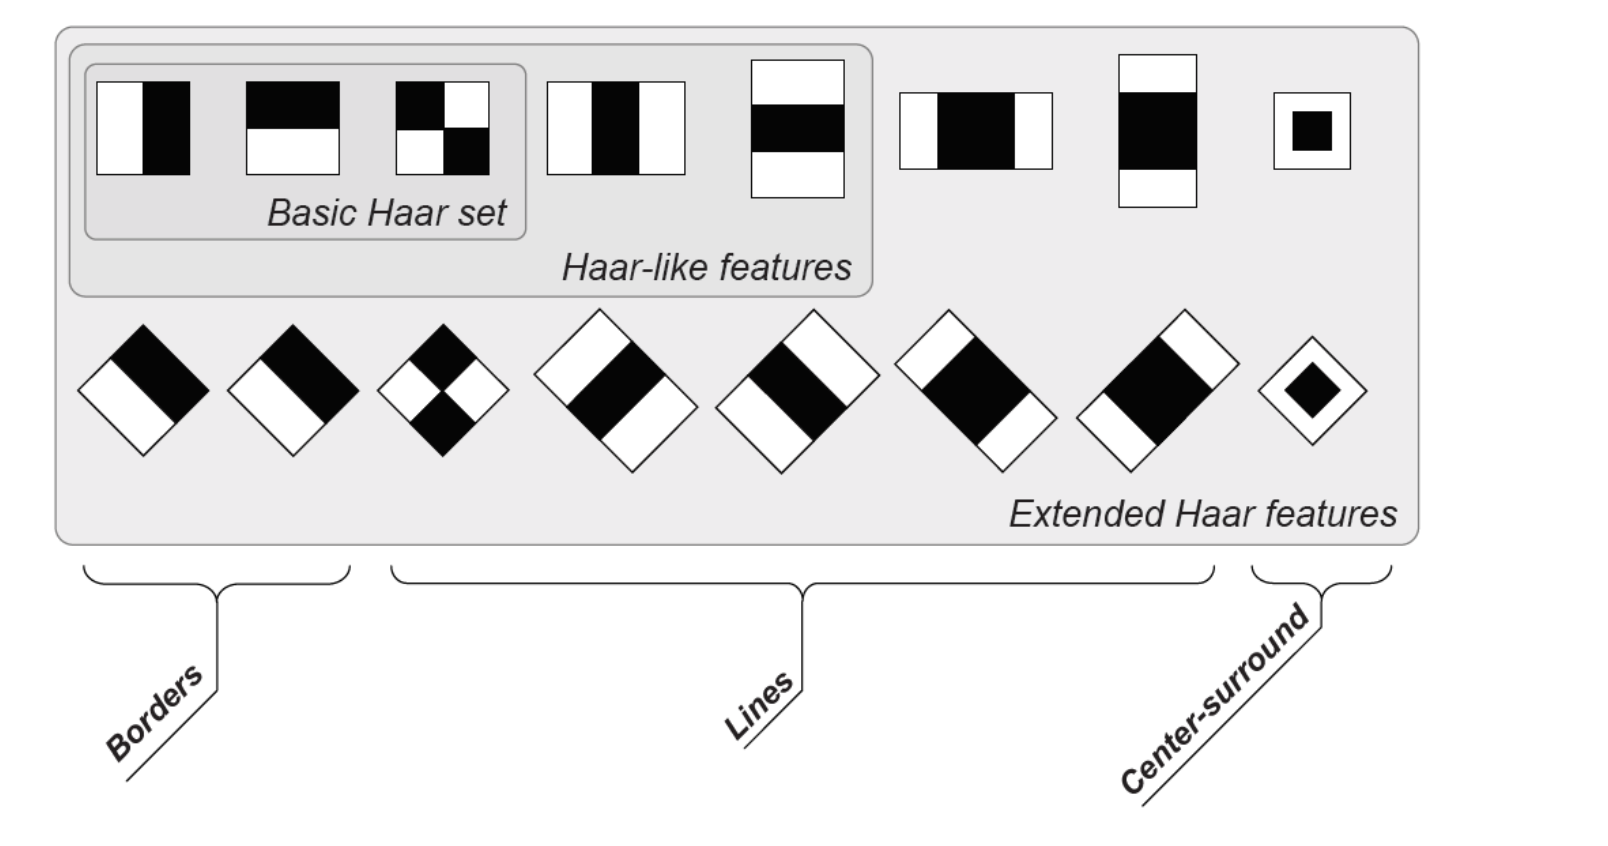 Basic Haar set
Haar-like features
Extended Haar features
Borders
Lines
Center-surround